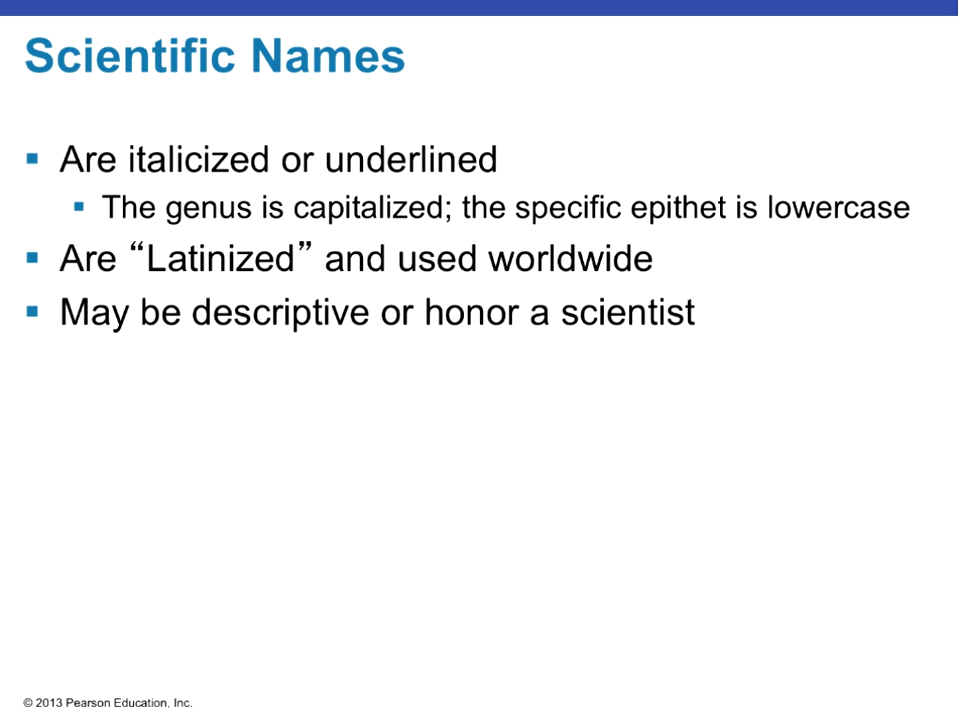 Scientific Names
▪ Are italicized or underlined
▪ The genus is capitalized; the specific epithet is lowercase
▪ Are “Latinized” and used worldwide
▪ May be descriptive or honor a scientist
© 2013 Pearson Education, Inc.